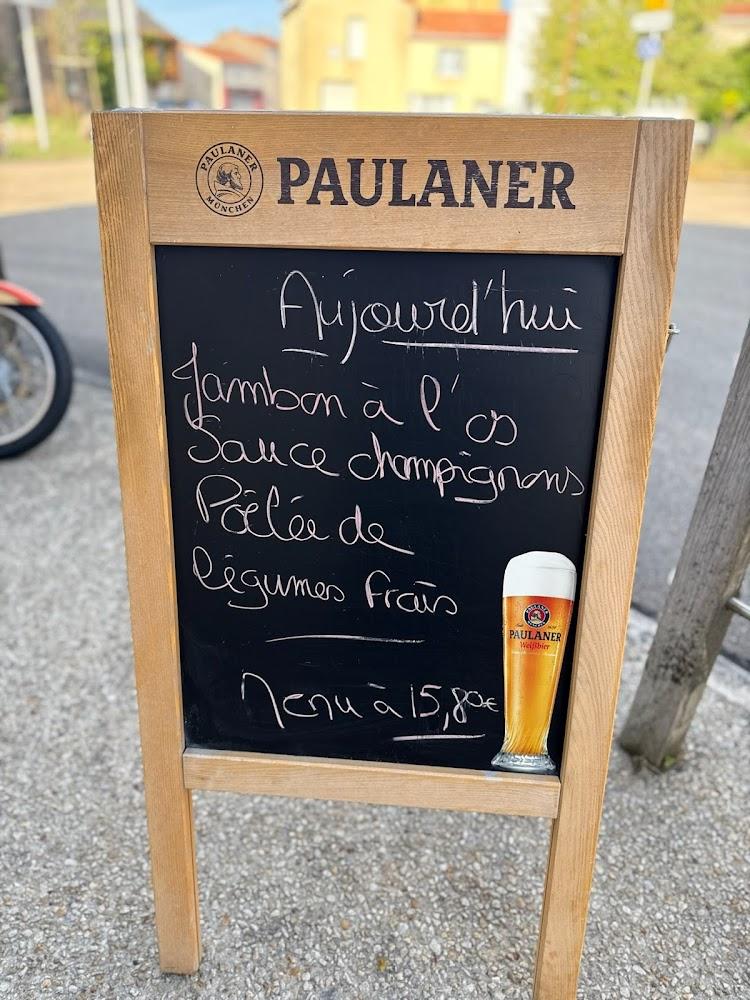 PAULANER
MÜNCHEN
PAULANER
Aujourd'hui
Jambon à l'os
Sauce champignons
Poêlée de
légumes frais
Menu à 15,80€
PAULANER
Weißbier